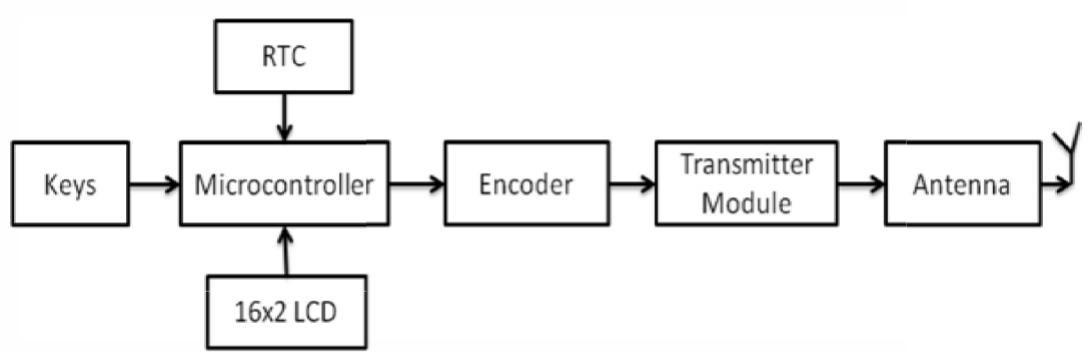 RTC
Keys
Microcontroller
Encoder
Transmitter
Module
Antenna
16x2 LCD